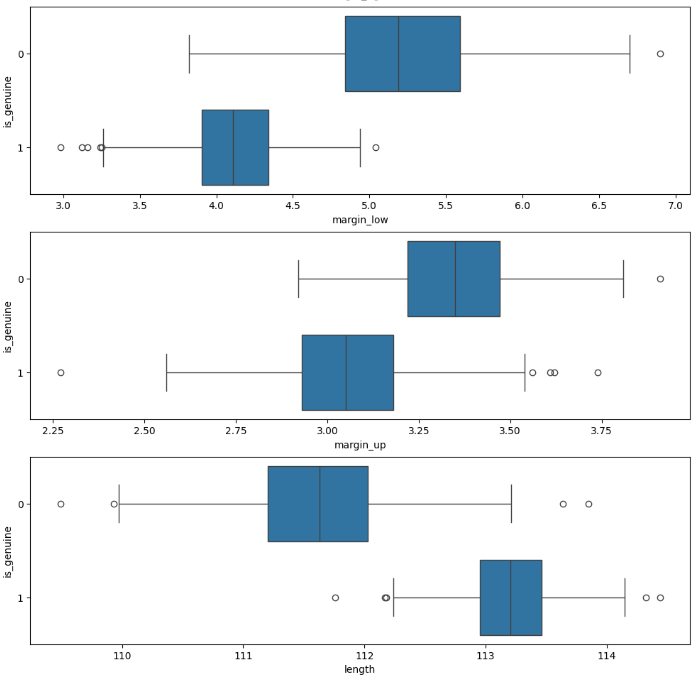 0
is_genuine
1
3.0 3.5 4.0 4.5 5.0 5.5 6.0 6.5 7.0
margin_low
0
is_genuine
1
2.25 2.50 2.75 3.00 3.25 3.50 3.75
margin_up
0
is_genuine
1
110 111 112 113 114
length